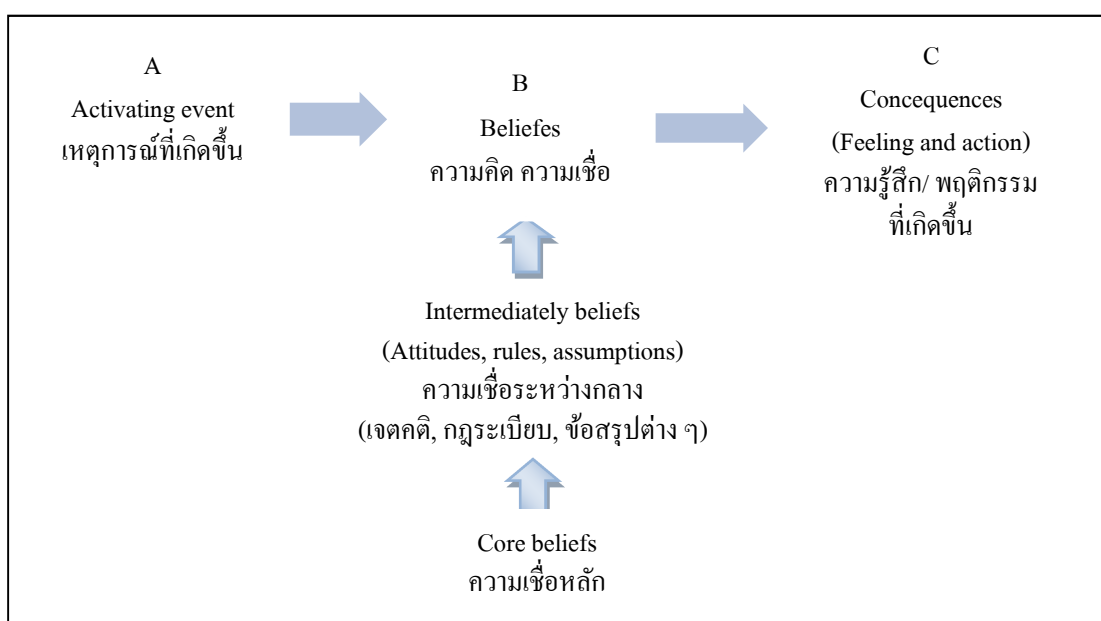 A
Activating event
เหตุการณ์ที่เกิดขึ้น
B
Beliefes
ความคิด ความเชื่อ
C
Concequences
(Feeling and action)
ความรู้สึก/ พฤติกรรม
ที่เกิดขึ้น
Intermediately beliefs
(Attitudes, rules, assumptions)
ความเชื่อระหว่างกลาง
(เจตคติ, กฎระเบียบ, ข้อสรุปต่าง ๆ)
Core beliefs
ความเชื่อหลัก